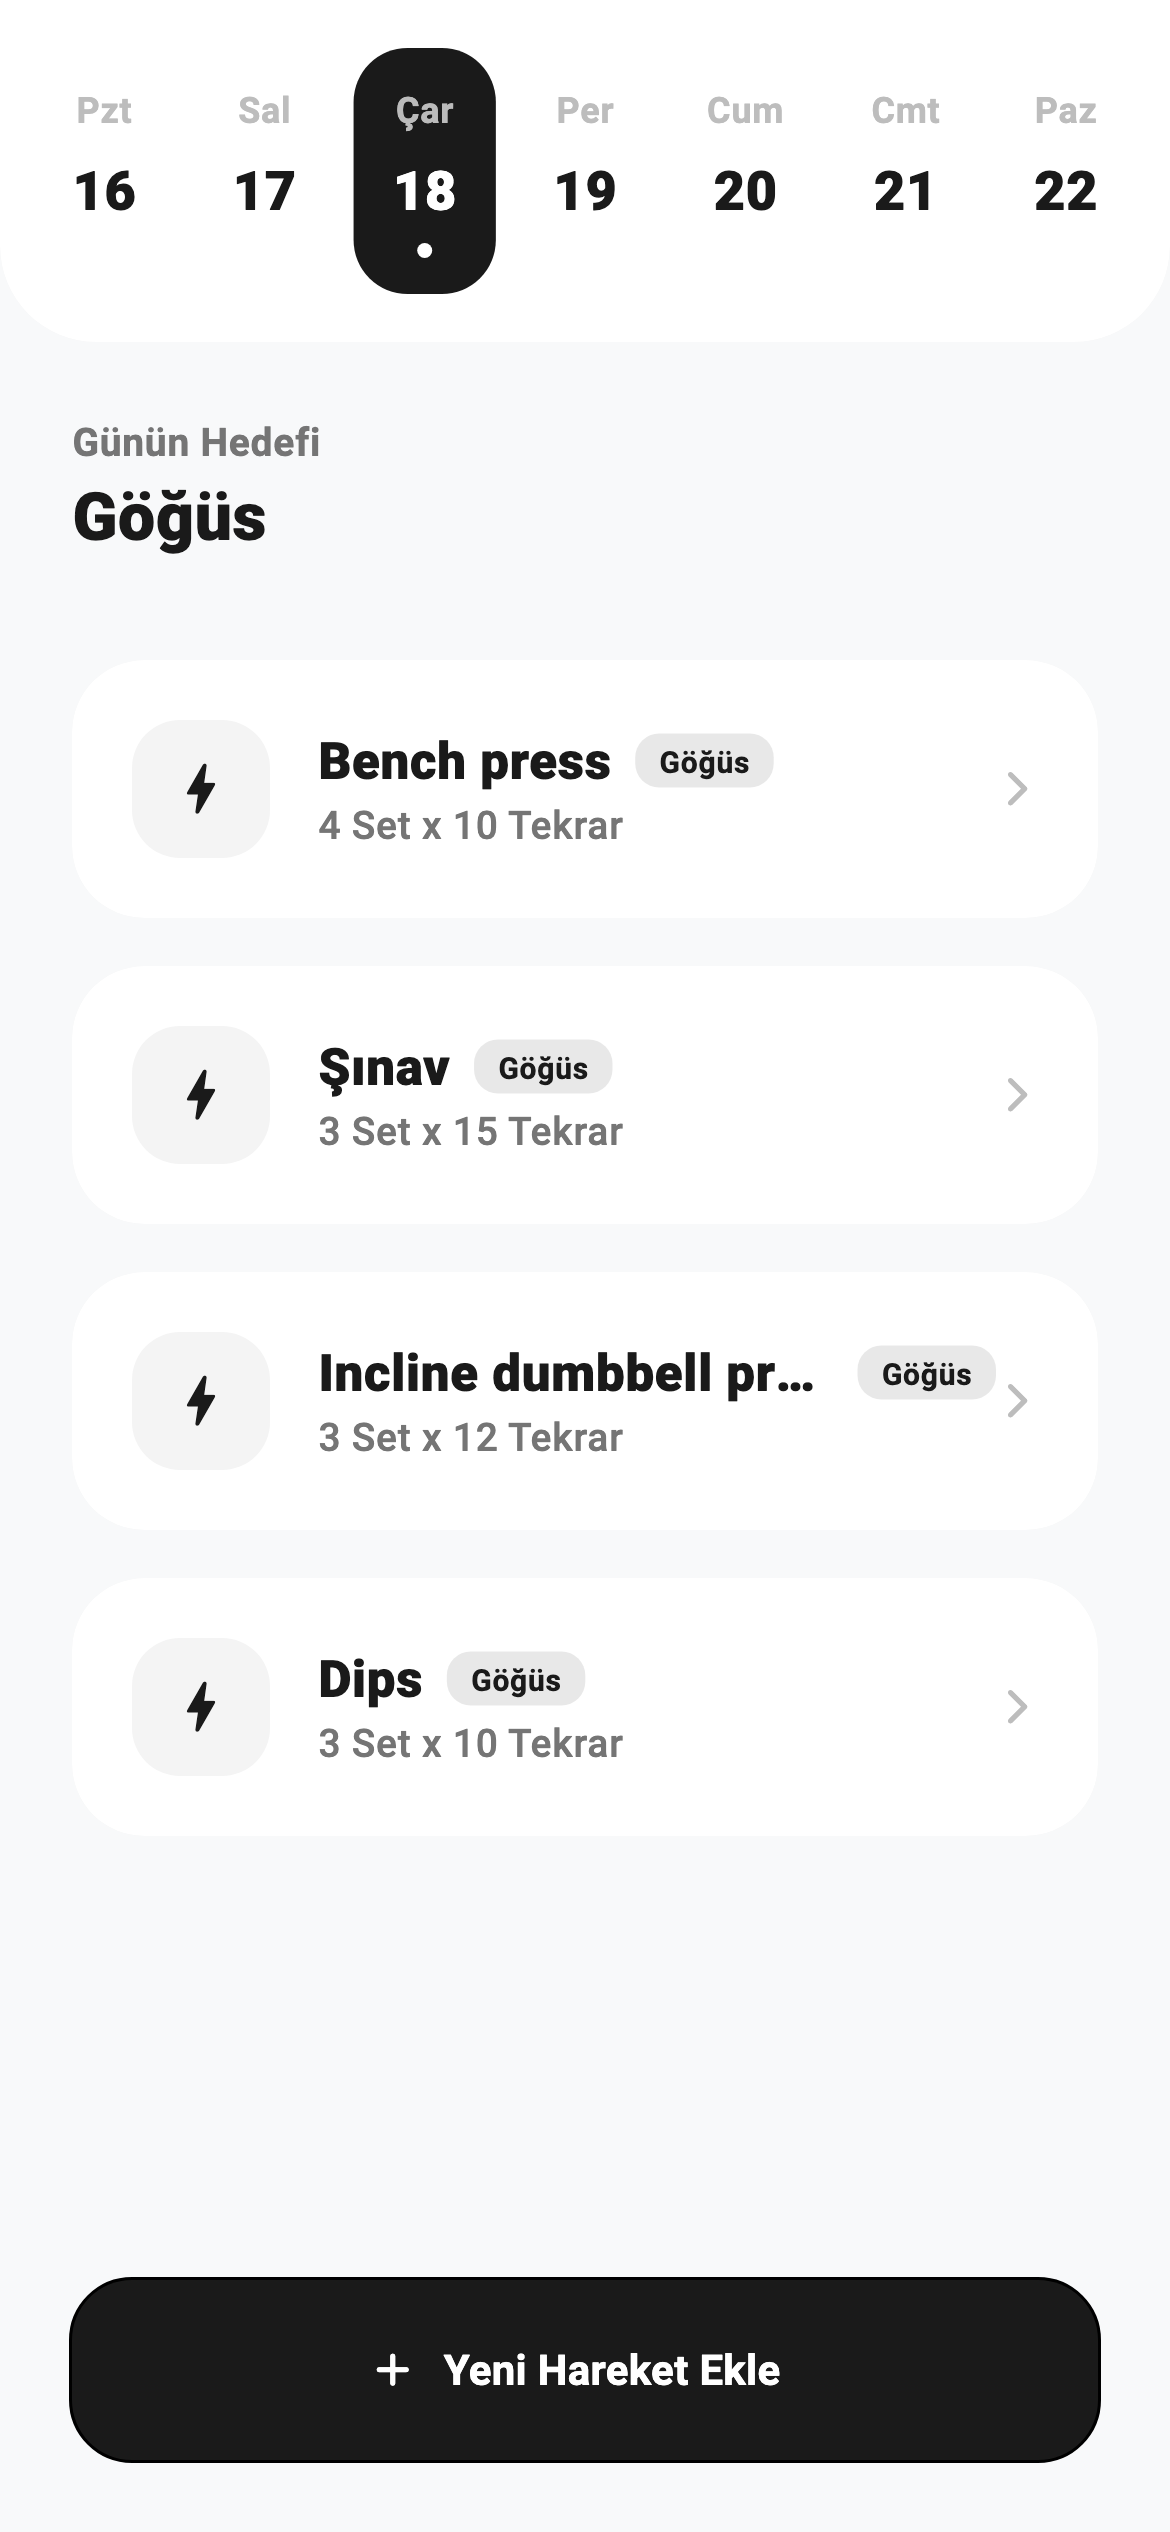 Pzt Sal Çar Per Cum Cmt Paz
16 17 18 19 20 21 22
Günün Hedefi
Göğüs
Bench press Göğüs
4 Set x 10 Tekrar
Şınav Göğüs
3 Set x 15 Tekrar
Incline dumbbell pr... Göğüs
3 Set x 12 Tekrar
Dips Göğüs
3 Set x 10 Tekrar
+ Yeni Hareket Ekle